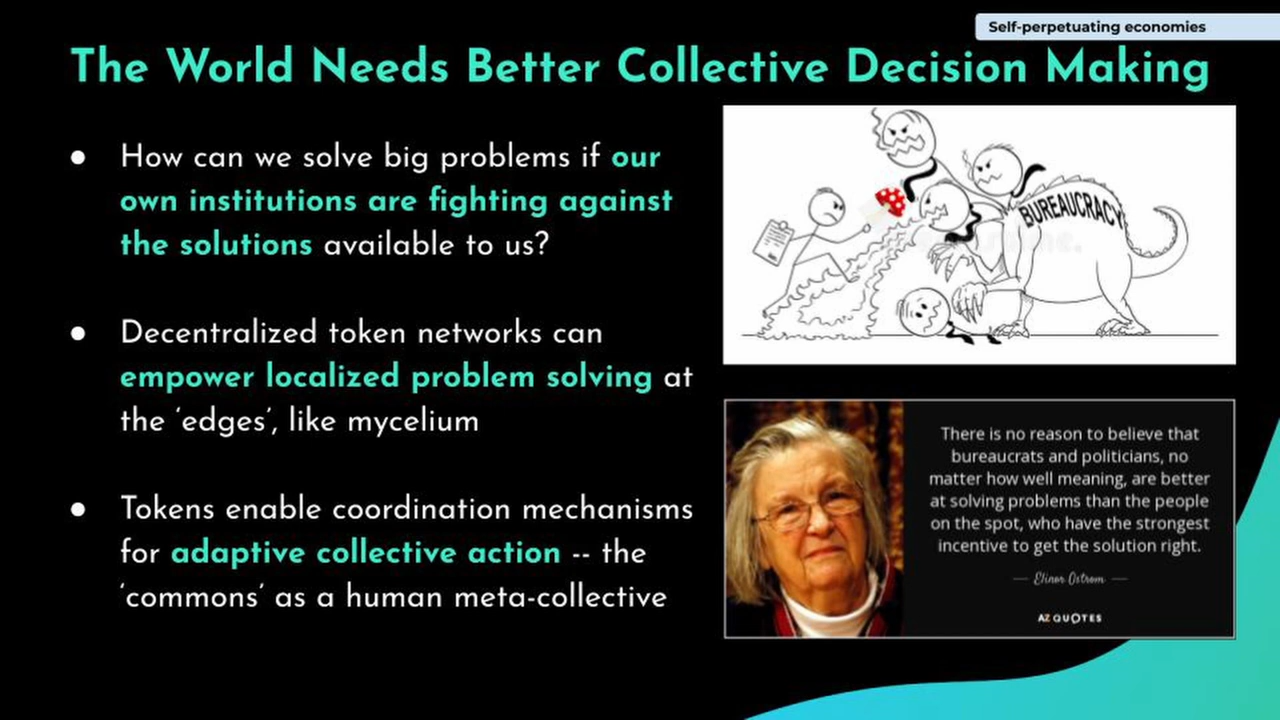 Self-perpetuating economies
The World Needs Better Collective Decision Making
● How can we solve big problems if our
own institutions are fighting against
the solutions available to us?
● Decentralized token networks can
empower localized problem solving at
the ‘edges’, like mycelium
● Tokens enable coordination mechanisms
for adaptive collective action -- the
‘commons’ as a human meta-collective
BUREAUCRACY
There is no reason to believe that
bureaucrats and politicians, no
matter how well meaning, are better
at solving problems than the people
on the spot, who have the strongest
incentive to get the solution right.
— Elinor Ostrom —
AZ QUOTES